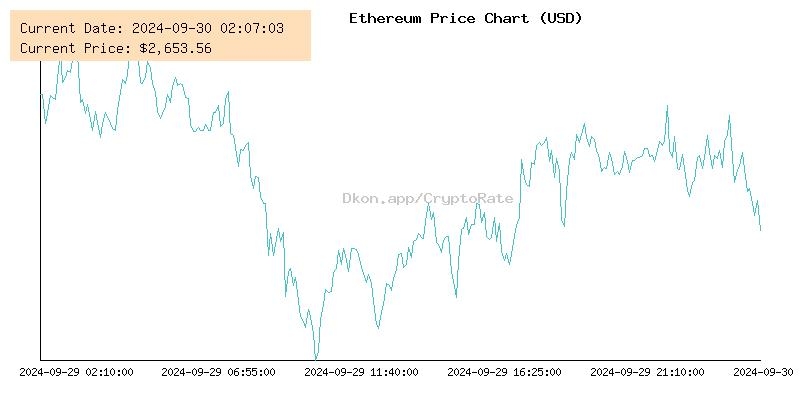 Ethereum Price Chart (USD)
Current Date: 2024-09-30 02:07:03
Current Price: $2,653.56
Dkon.app/CryptoRate
2024-09-29 02:10:00 2024-09-29 06:55:00 2024-09-29 11:40:00 2024-09-29 16:25:00 2024-09-29 21:10:00 2024-09-30